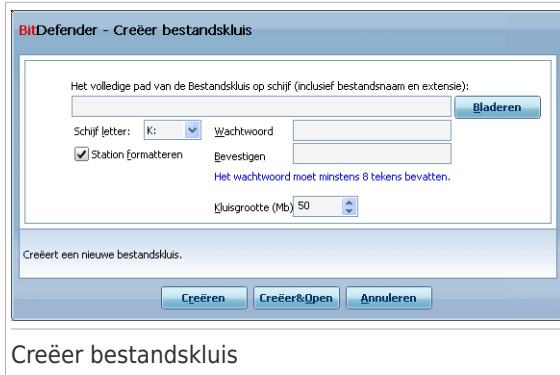 BitDefender - Creëer bestandskluis
Het volledige pad van de Bestandskluis op schijf (inclusief bestandsnaam en extensie):
Bladeren
Schijf letter: K: Wachtwoord
Station formatteren Bevestigen
Het wachtwoord moet minstens 8 tekens bevatten.
Kluisgrootte (Mb) 50
Creëert een nieuwe bestandskluis.
Creëren Creëer&Open Annuleren
Creëer bestandskluis